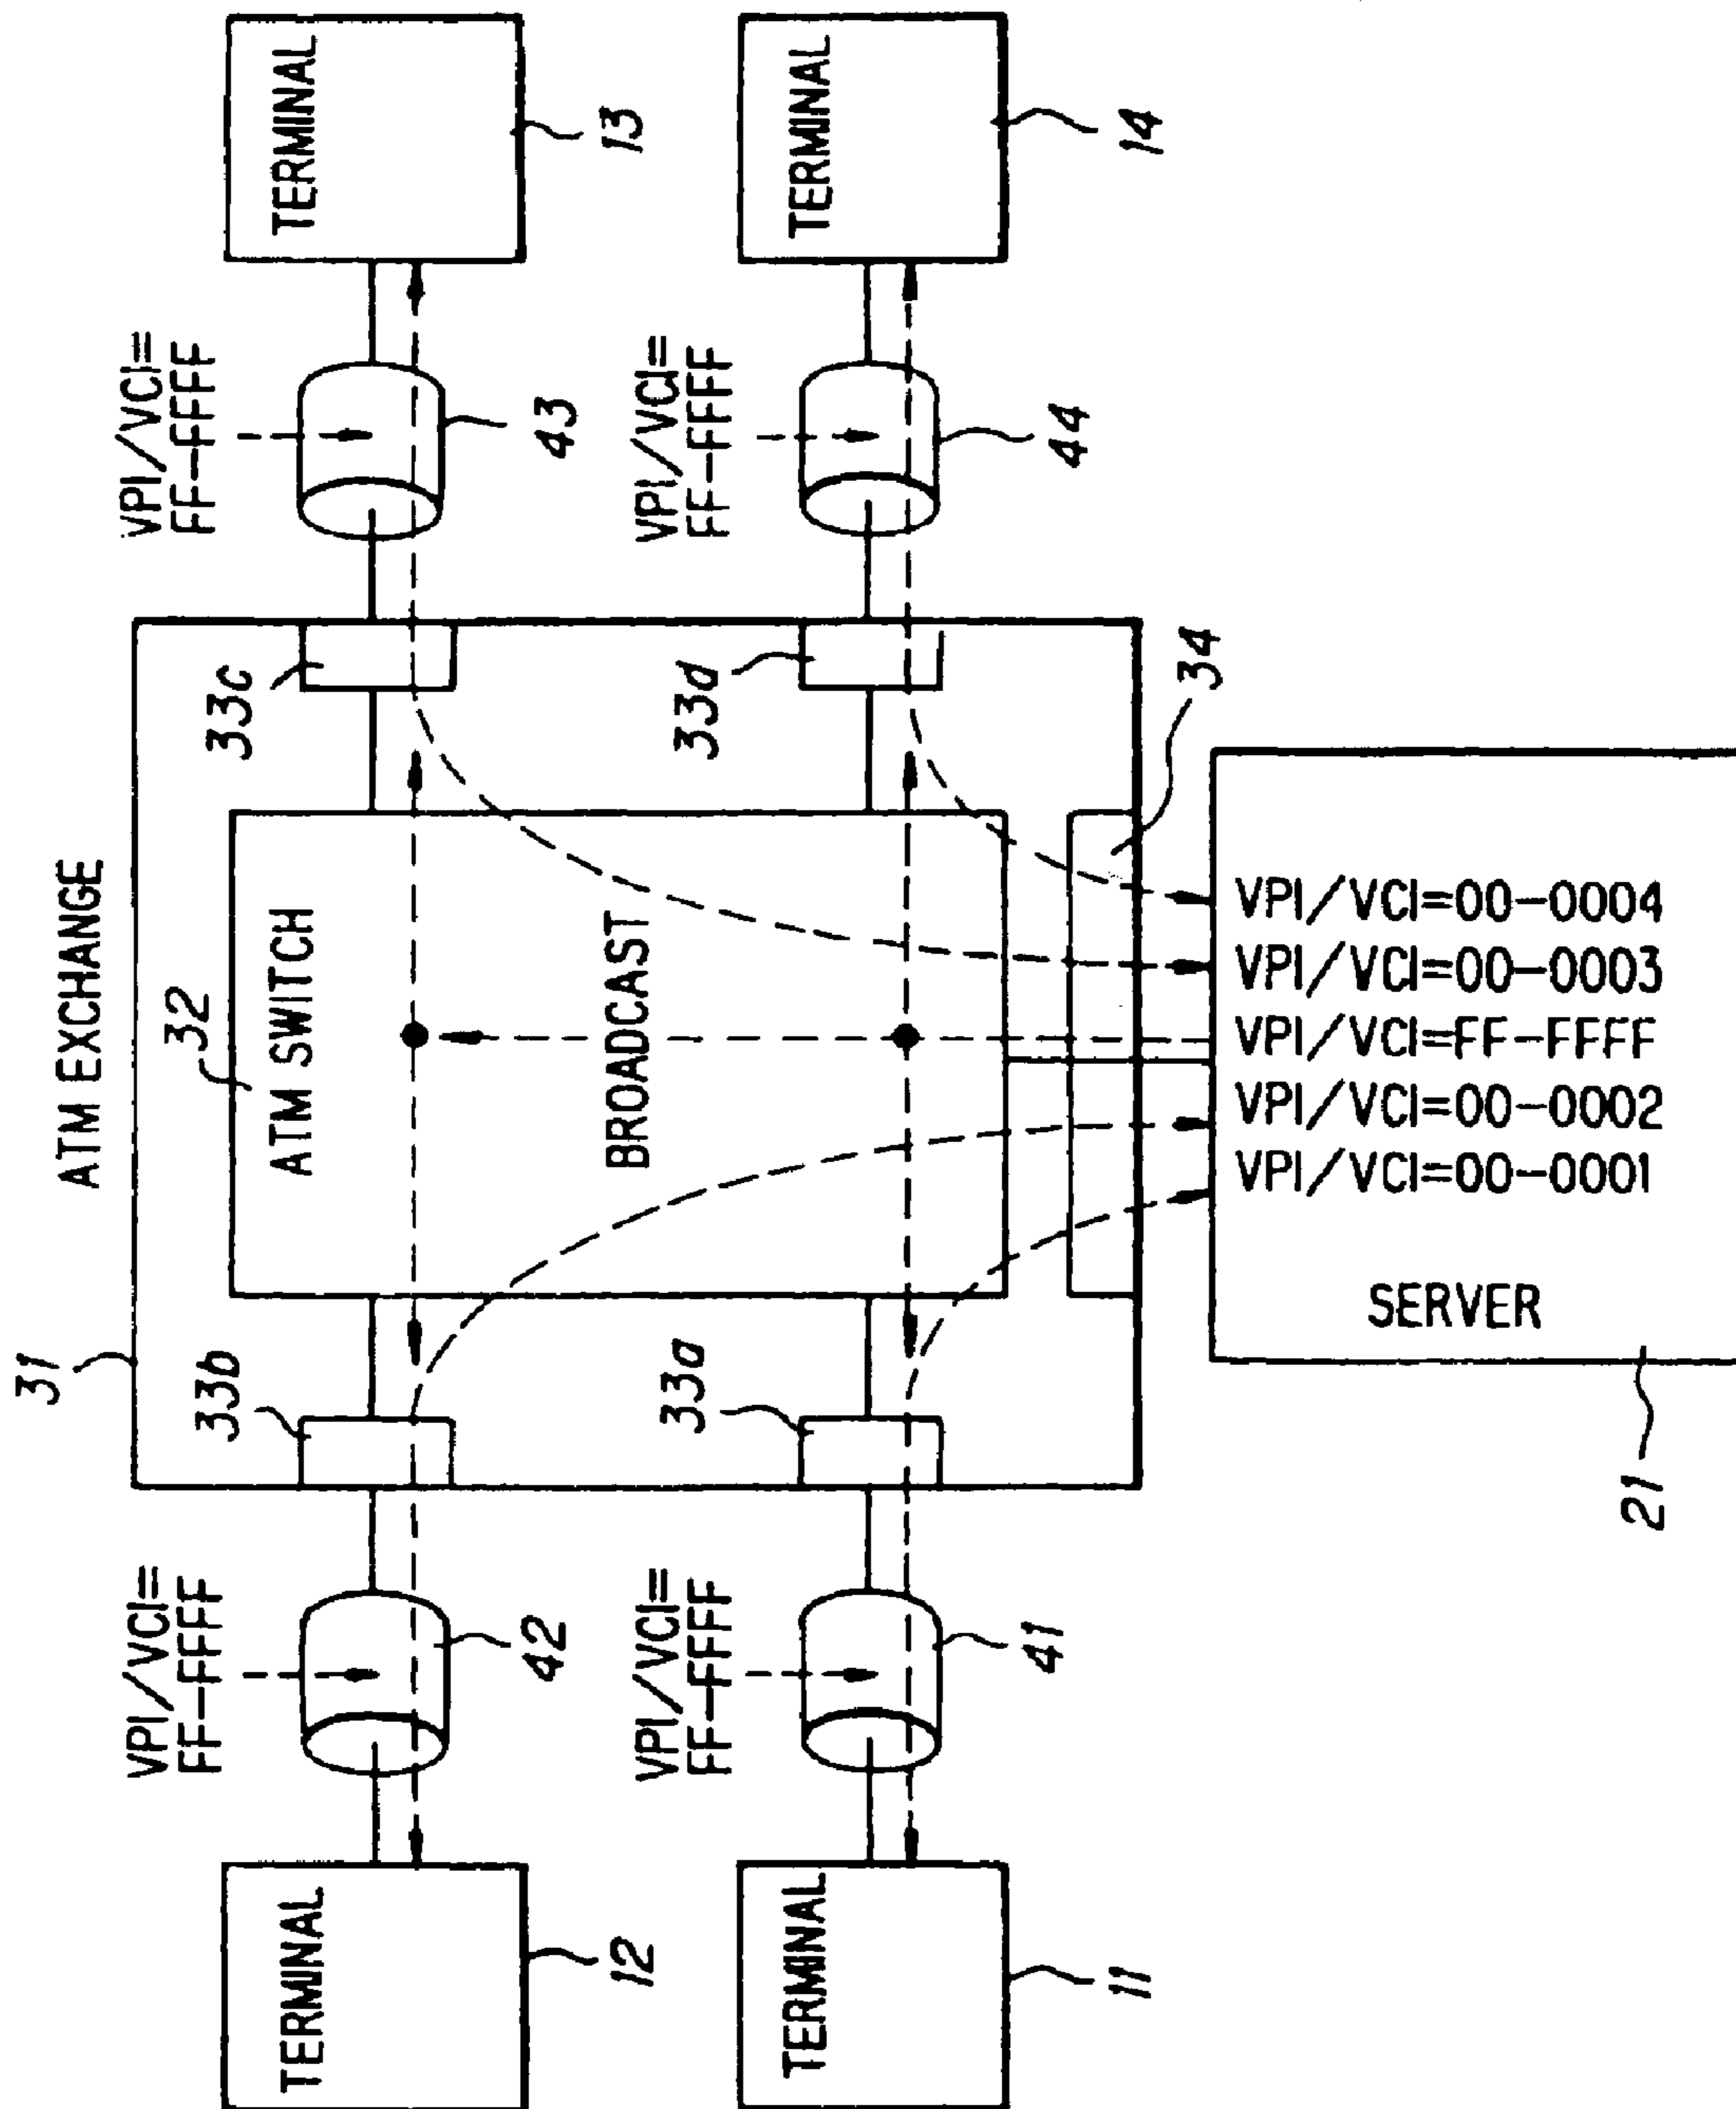 TERMINAL
13
TERMINAL
14
VPI/VCI=
FF-FFFF
43
VPI/VCI=
FF-FFFF
44
ATM EXCHANGE
31
32
ATM SWITCH
BROADCAST
33c
33d
33b
33a
34
VPI/VCI=00-0004
VPI/VCI=00-0003
VPI/VCI=FF-FFFF
VPI/VCI=00-0002
VPI/VCI=00-0001
SERVER
21
VPI/VCI=
FF-FFFF
42
VPI/VCI=
FF-FFFF
41
TERMINAL
12
TERMINAL
11